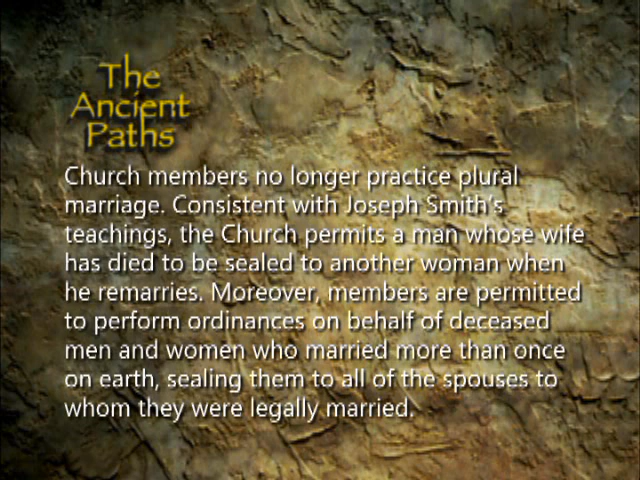 The
Ancient
Paths
Church members no longer practice plural
marriage. Consistent with Joseph Smith's
teachings, the Church permits a man whose wife
has died to be sealed to another woman when
he remarries. Moreover, members are permitted
to perform ordinances on behalf of deceased
men and women who married more than once
on earth, sealing them to all of the spouses to
whom they were legally married.